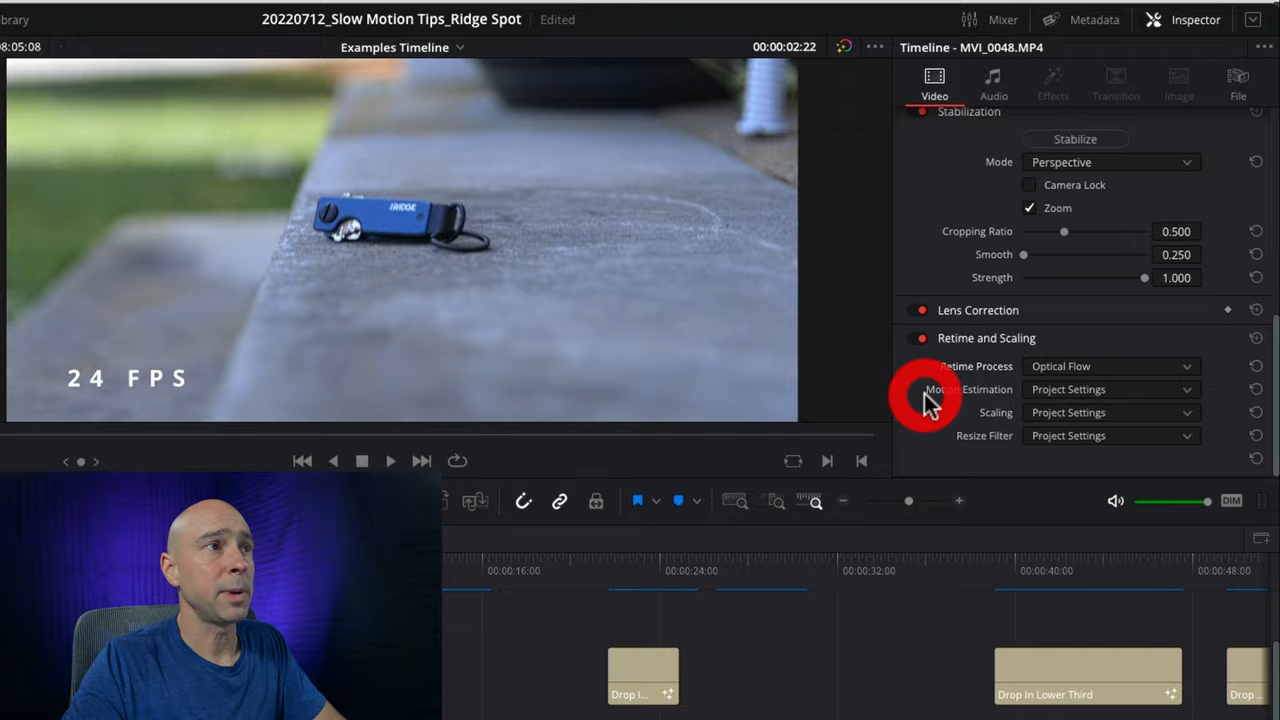 brary
20220712_Slow Motion Tips_Ridge Spot
Edited
Mixer
Metadata
Inspector
8:05:08
Examples Timeline
00:00:02:22
Timeline - MVI_0048.MP4
Video
Audio
Effects
Transition
Image
File
Stabilization
Stabilize
Mode
Perspective
Camera Lock
Zoom
Cropping Ratio
0.500
Smooth
0.250
Strength
1.000
Lens Correction
Retime and Scaling
Retime Process
Optical Flow
Motion Estimation
Project Settings
Scaling
Project Settings
Resize Filter
Project Settings
RIDGE
24 FPS
DIM
00:00:16:00
00:00:24:00
00:00:32:00
00:00:40:00
00:00:48:00
Drop I...
Drop In Lower Third
Drop ...